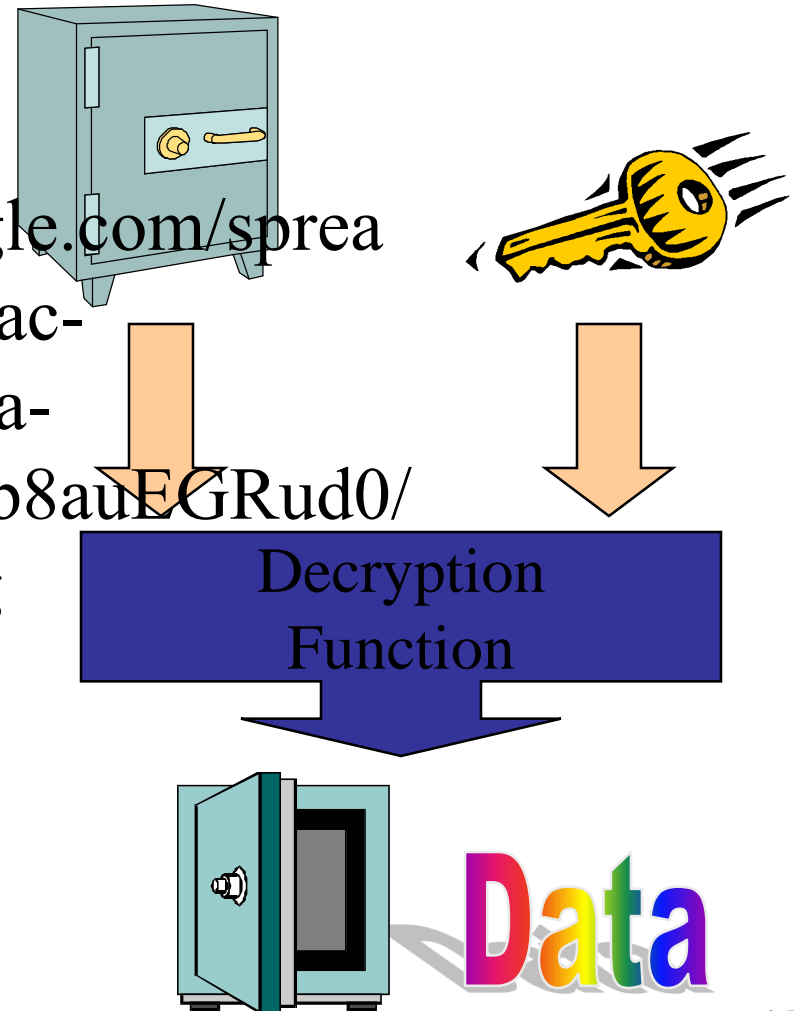 gle.com/sprea
ac-
a-
b8auEGRud0/
Decryption
Function
Data